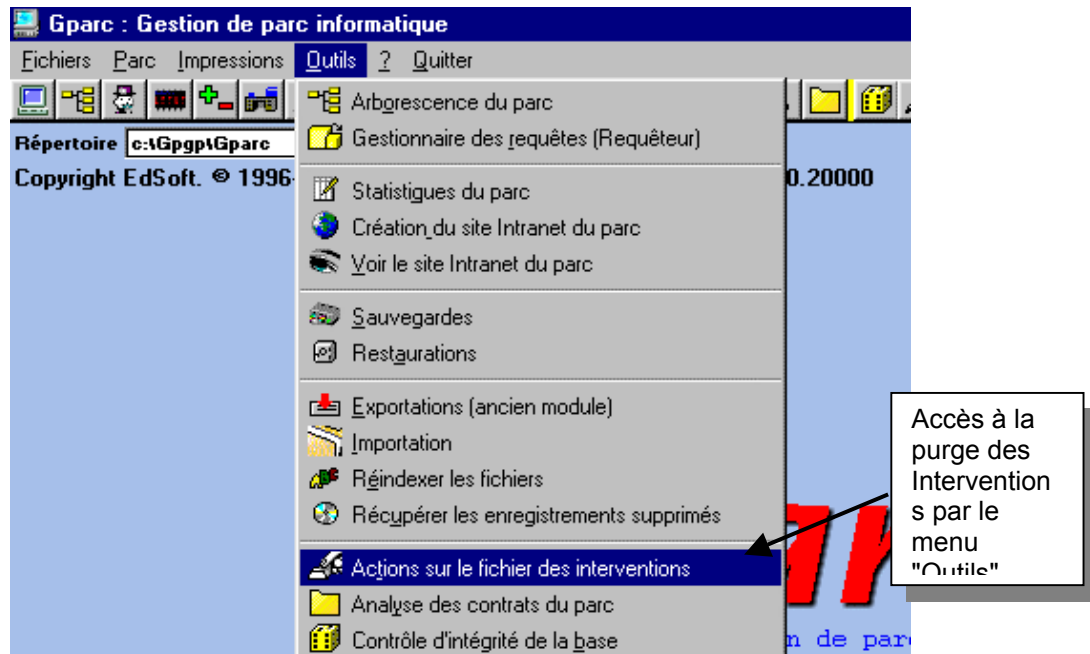 Gparc : Gestion de parc informatique
Fichiers Parc Impressions Outils ? Quitter
Répertoire c:\Gpgp\Gparc
Copyright EdSoft. © 1996- 0.20000
Arborescence du parc
Gestionnaire des requêtes (Requêteur)
Statistigues du parc
Création du site Intranet du parc
Voir le site Intranet du parc
Sauvegardes
Restaurations
Exportations (ancien module)
Importation
Réindexer les fichiers
Récupérer les enregistrements supprimés
Actions sur le fichier des interventions
Analyse des contrats du parc
Contrôle d'intégrité de la base
Accès à la
purge des
Intervention
s par le
menu
"Outils"
n de par